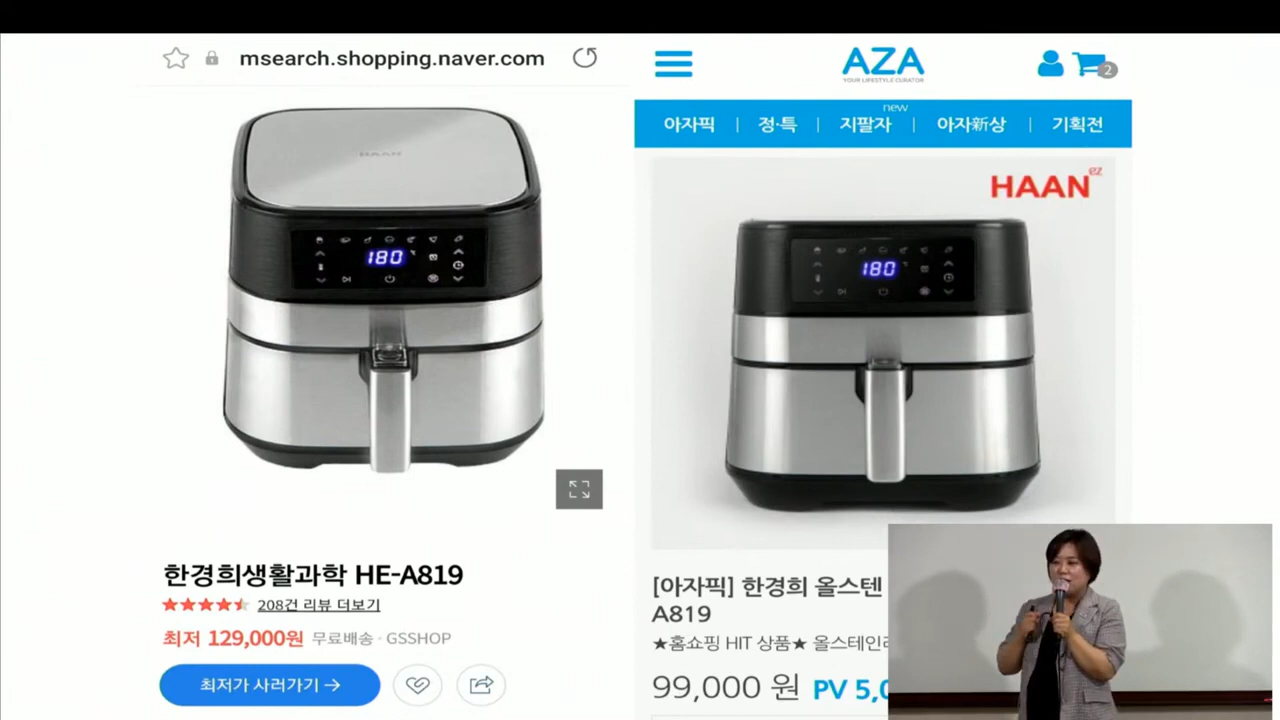 msearch.shopping.naver.com
HAAN
180
한경희생활과학 HE-A819
208건 리뷰 더보기
최저 129,000원 무료배송 · GSSHOP
최저가 사러가기 →
AZA
YOUR LIFESTYLE CURATOR
2
new
아자픽 | 정·특 | 지팔자 | 아자新상 | 기획전
HAAN ez
180
[아자픽] 한경희 올스텐
A819
★홈쇼핑 HIT 상품★ 올스테인
99,000 원 PV 5,0